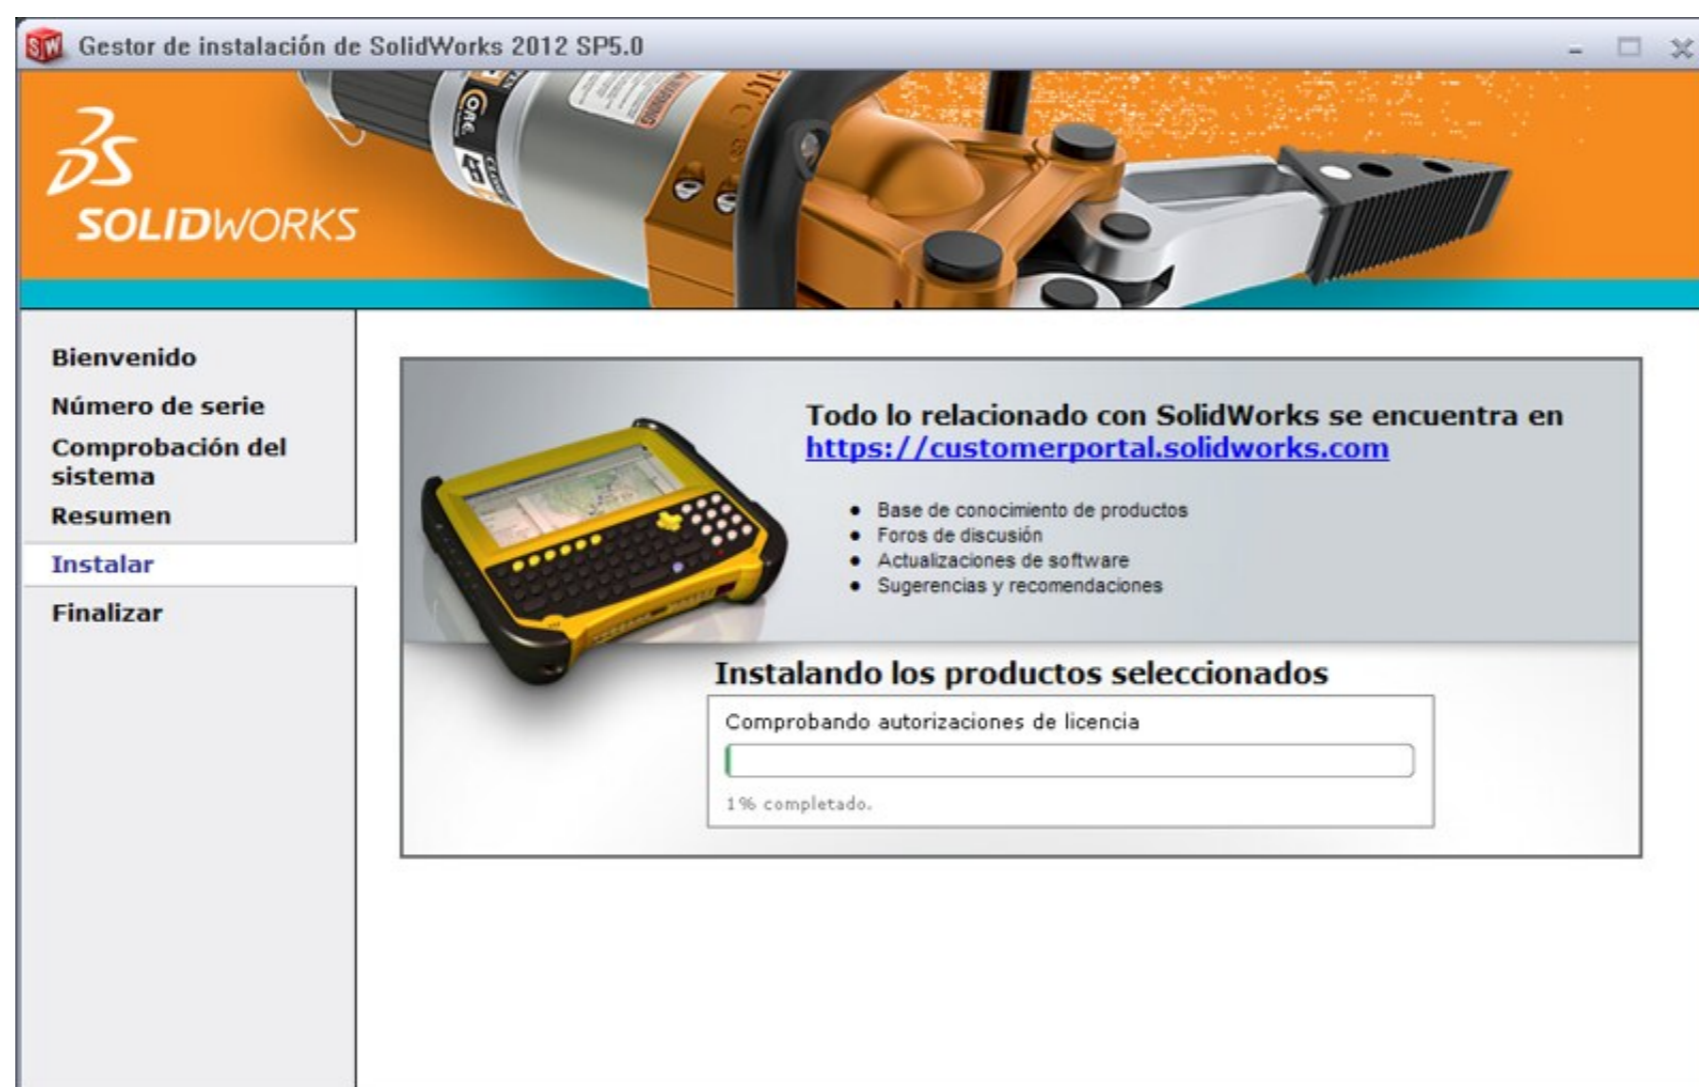 Gestor de instalación de SolidWorks 2012 SP5.0
SOLIDWORKS
Bienvenido
Número de serie
Comprobación del
sistema
Resumen
Instalar
Finalizar
Todo lo relacionado con SolidWorks se encuentra en
https://customerportal.solidworks.com
Base de conocimiento de productos
Foros de discusión
Actualizaciones de software
Sugerencias y recomendaciones
Instalando los productos seleccionados
Comprobando autorizaciones de licencia
1% completado.